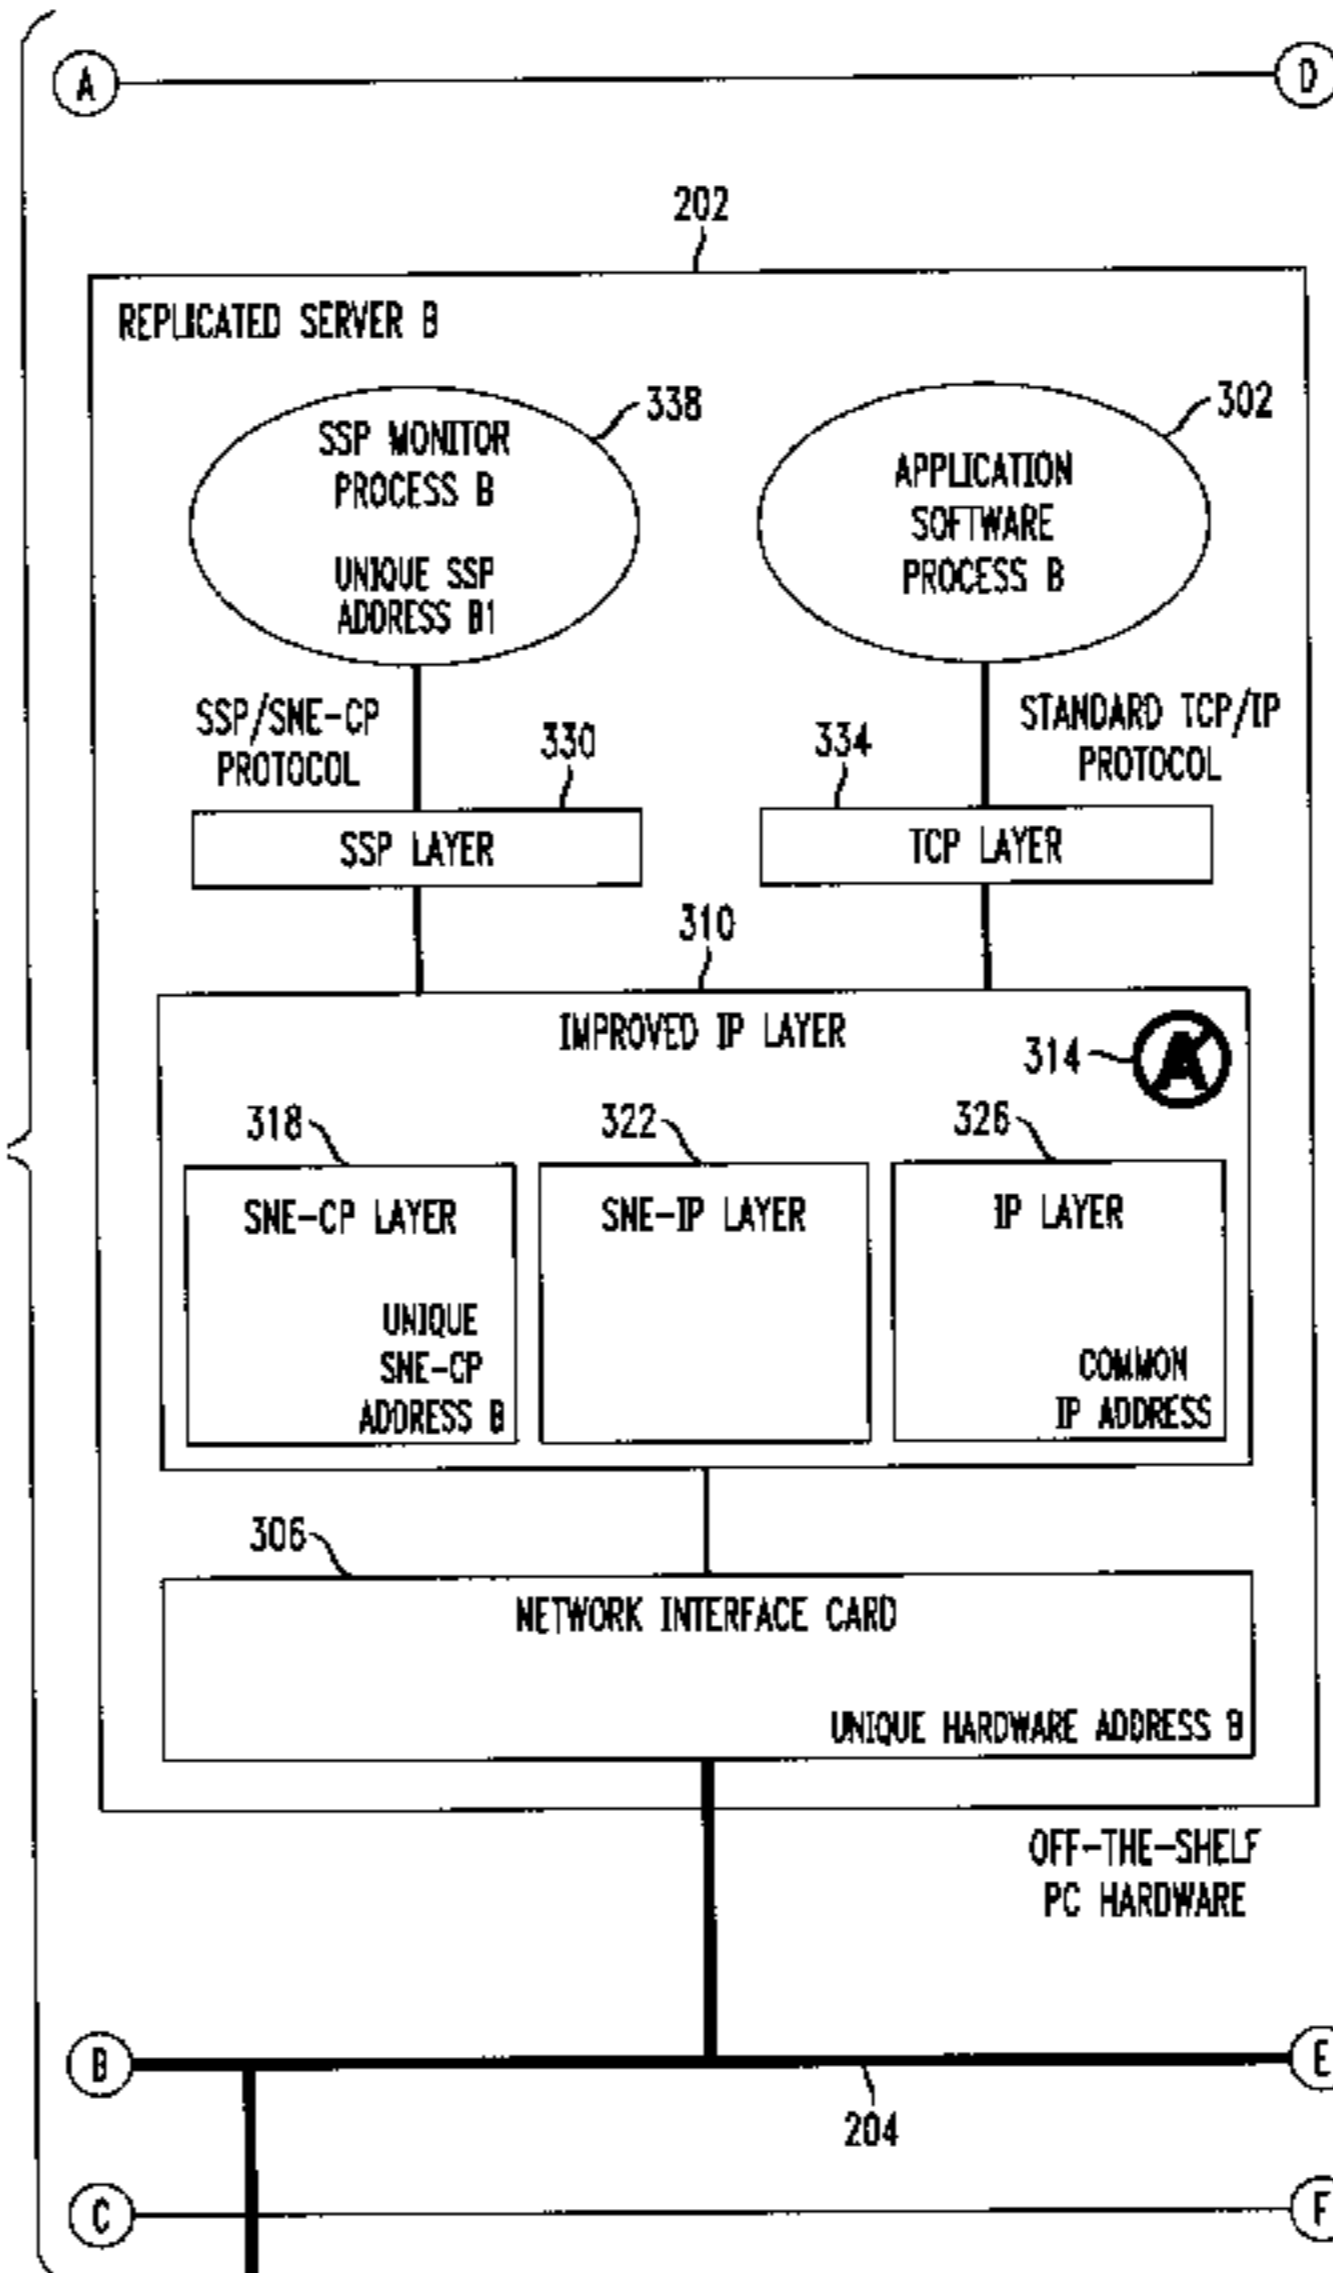 A
D
202
REPLICATED SERVER B
338
302
SSP MONITOR
PROCESS B
UNIQUE SSP
ADDRESS B1
APPLICATION
SOFTWARE
PROCESS B
SSP/SNE-CP
PROTOCOL
330
334
STANDARD TCP/IP
PROTOCOL
SSP LAYER
TCP LAYER
310
IMPROVED IP LAYER
314
A
318
322
326
SNE-CP LAYER
SNE-IP LAYER
IP LAYER
UNIQUE
SNE-CP
ADDRESS B
COMMON
IP ADDRESS
306
NETWORK INTERFACE CARD
UNIQUE HARDWARE ADDRESS B
OFF-THE-SHELF
PC HARDWARE
B
E
204
C
F